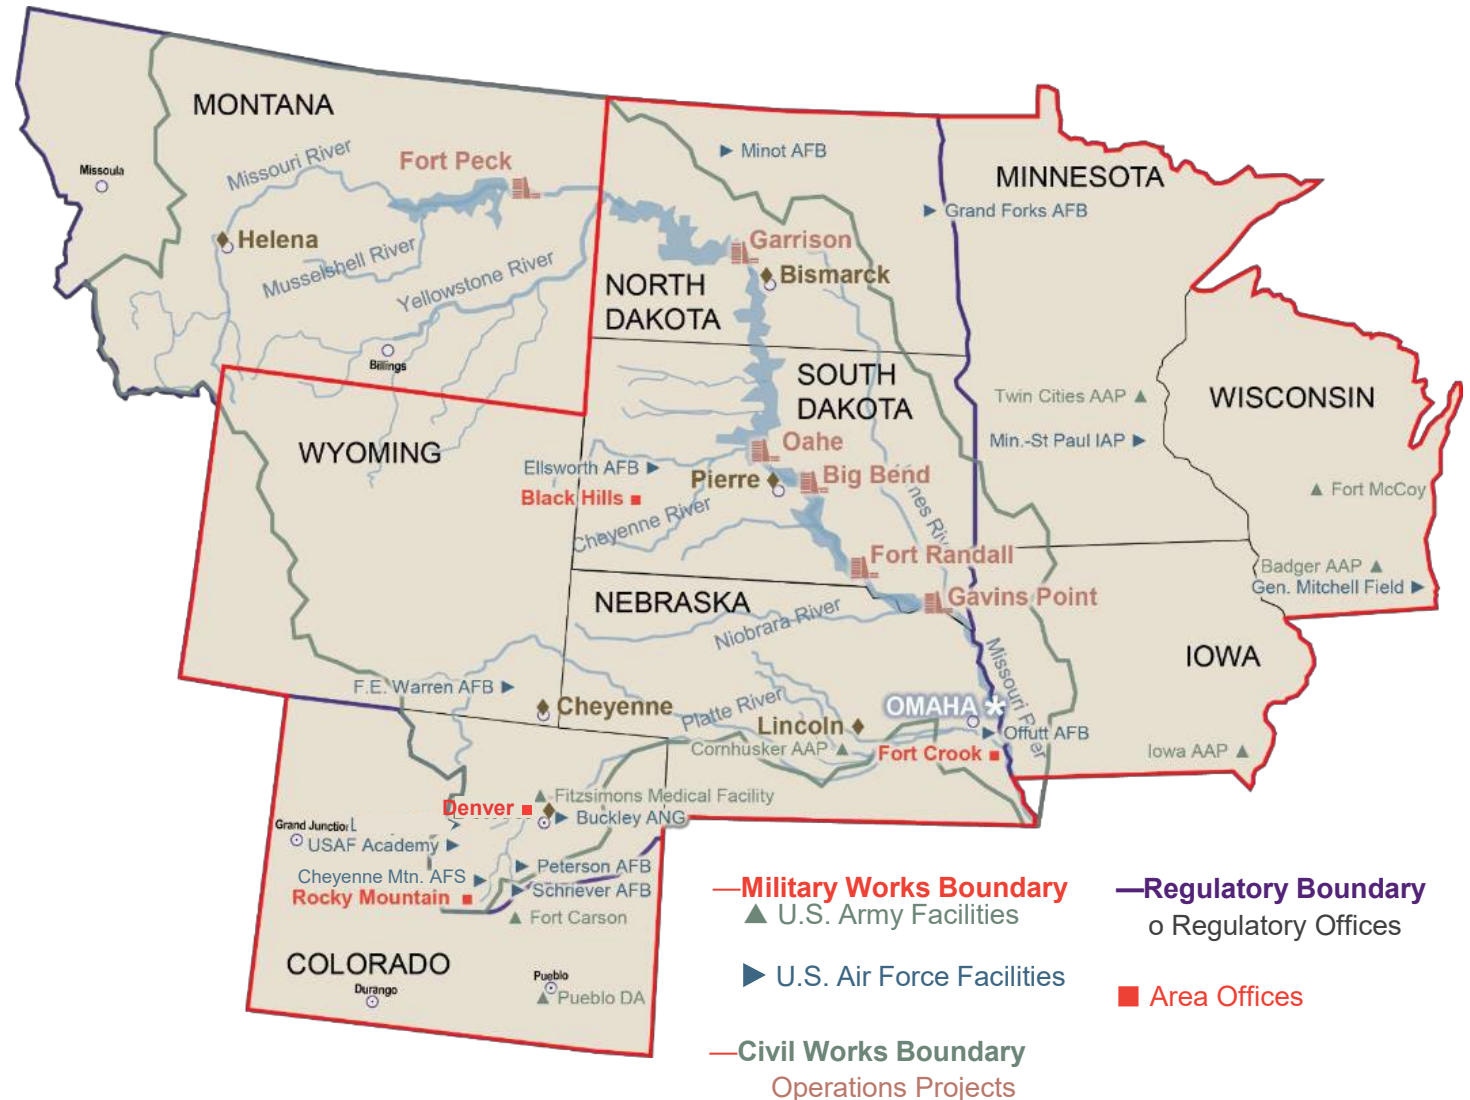 MONTANA
Missoula
Missouri River
Fort Peck
Minot AFB
MINNESOTA
Grand Forks AFB
Helena
Musselshell River
Yellowstone River
Garrison
Bismarck
NORTH
DAKOTA
Billings
SOUTH
DAKOTA
Twin Cities AAP
WISCONSIN
Min.-St Paul IAP
WYOMING
Oahe
Ellsworth AFB
Black Hills
Pierre
Big Bend
Fort McCoy
Cheyenne River
nes Riv
Fort Randall
Badger AAP
Gen. Mitchell Field
NEBRASKA
Gavins Point
Niobrara River
Missouri River
IOWA
F.E. Warren AFB
Cheyenne
Platte River
OMAHA *
Lincoln
Offutt AFB
Cornhusker AAP
Fort Crook
Iowa AAP
Fitzsimons Medical Facility
Denver
Buckley ANG
Grand Junction
USAF Academy
Peterson AFB
Cheyenne Mtn. AFS
Schriever AFB
Rocky Mountain
Fort Carson
COLORADO
Pueblo
Durango
Pueblo DA
—Military Works Boundary
▲ U.S. Army Facilities
► U.S. Air Force Facilities
—Civil Works Boundary
Operations Projects
—Regulatory Boundary
o Regulatory Offices
■ Area Offices